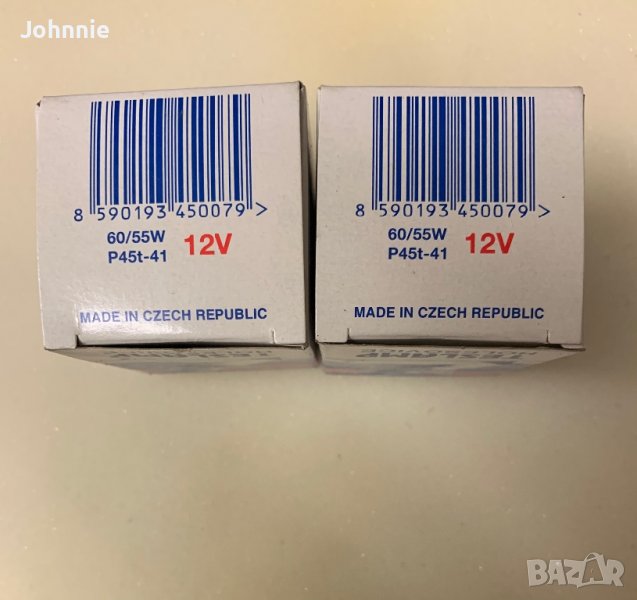 Johnnie
8 590193 450079 >
60/55W 12V
P45t-41
MADE IN CZECH REPUBLIC
8 590193 450079 >
60/55W 12V
P45t-41
MADE IN CZECH REPUBLIC
BAZAR